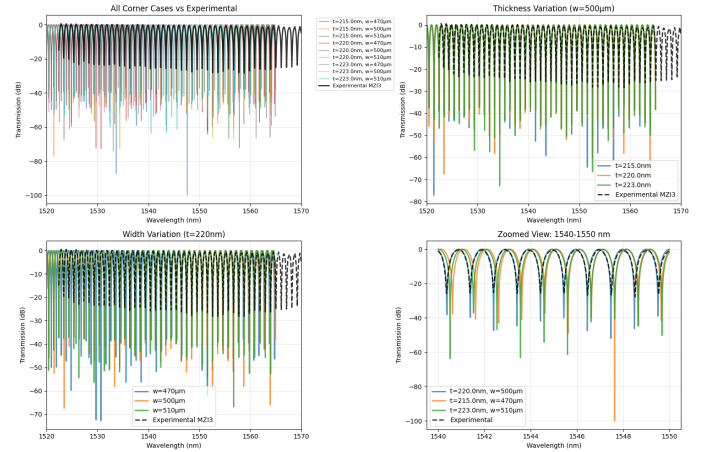 All Corner Cases vs Experimental
Transmission (dB)
0
−20
−40
−60
−80
−100
1520 1530 1540 1550 1560 1570
Wavelength (nm)
t=215.0nm, w=470μm
t=215.0nm, w=500μm
t=215.0nm, w=510μm
t=220.0nm, w=470μm
t=220.0nm, w=500μm
t=220.0nm, w=510μm
t=223.0nm, w=470μm
t=223.0nm, w=500μm
t=223.0nm, w=510μm
Experimental MZI3
Thickness Variation (w=500μm)
Transmission (dB)
0
−10
−20
−30
−40
−50
−60
−70
−80
1520 1530 1540 1550 1560 1570
Wavelength (nm)
t=215.0nm
t=220.0nm
t=223.0nm
Experimental MZI3
Width Variation (t=220nm)
Transmission (dB)
0
−10
−20
−30
−40
−50
−60
−70
1520 1530 1540 1550 1560 1570
Wavelength (nm)
w=470μm
w=500μm
w=510μm
Experimental MZI3
Zoomed View: 1540-1550 nm
Transmission (dB)
0
−20
−40
−60
−80
−100
1540 1542 1544 1546 1548 1550
Wavelength (nm)
t=220.0nm, w=500μm
t=215.0nm, w=470μm
t=223.0nm, w=510μm
Experimental